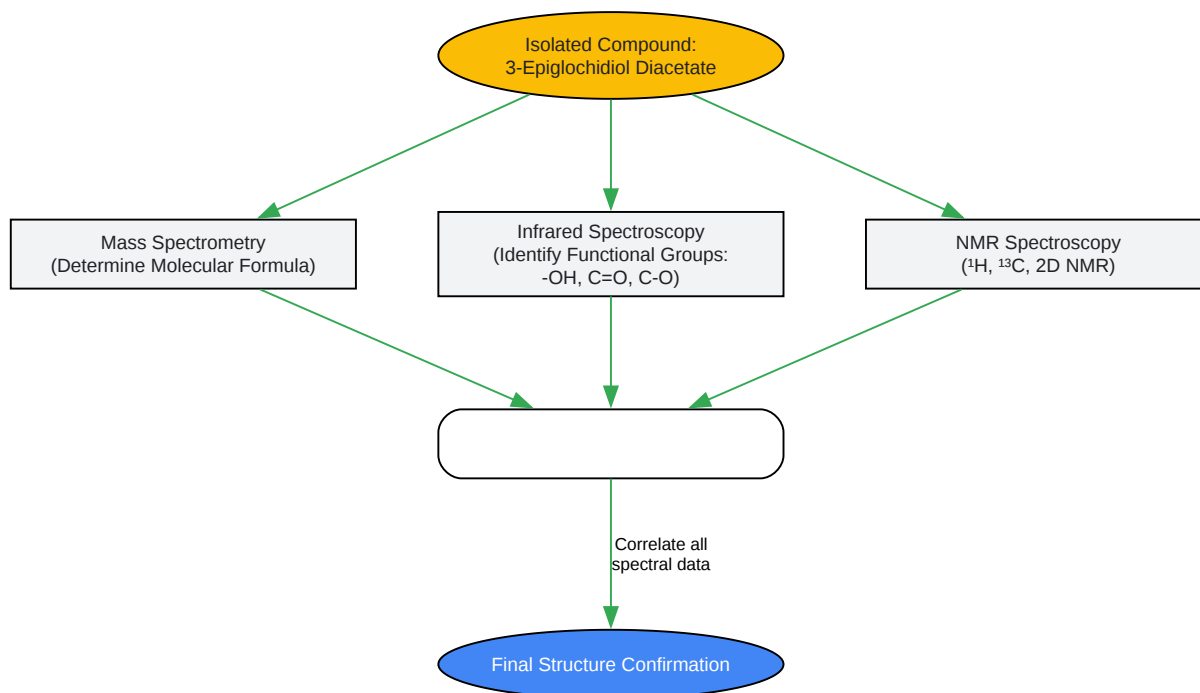 Isolated Compound:
3-Epiglochidiol Diacetate
Mass Spectrometry
(Determine Molecular Formula)
Infrared Spectroscopy
(Identify Functional Groups:
-OH, C=O, C-O)
NMR Spectroscopy
(¹H, ¹³C, 2D NMR)
Correlate all
spectral data
Final Structure Confirmation